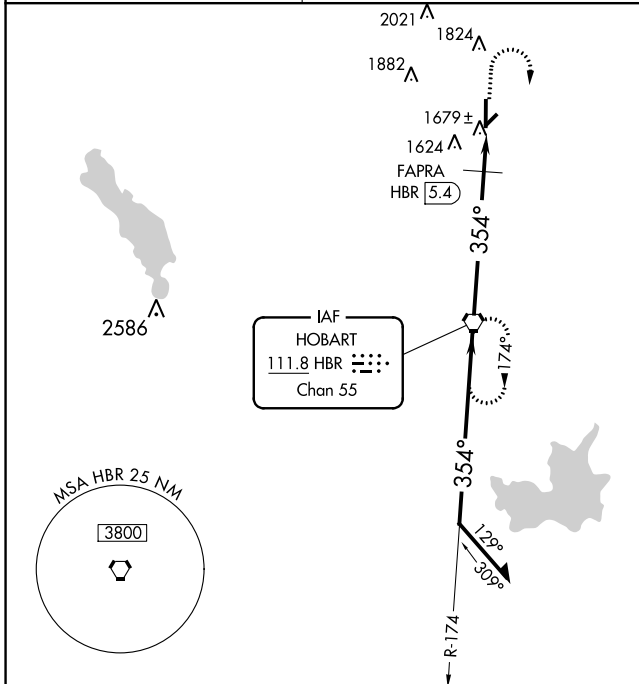 2021
1824
1882
1679±
1624
FAPRA
HBR 5.4
354°
2586
IAF
HOBART
111.8 HBR
Chan 55
174°
354°
MSA HBR 25 NM
3800
129°
309°
R-174